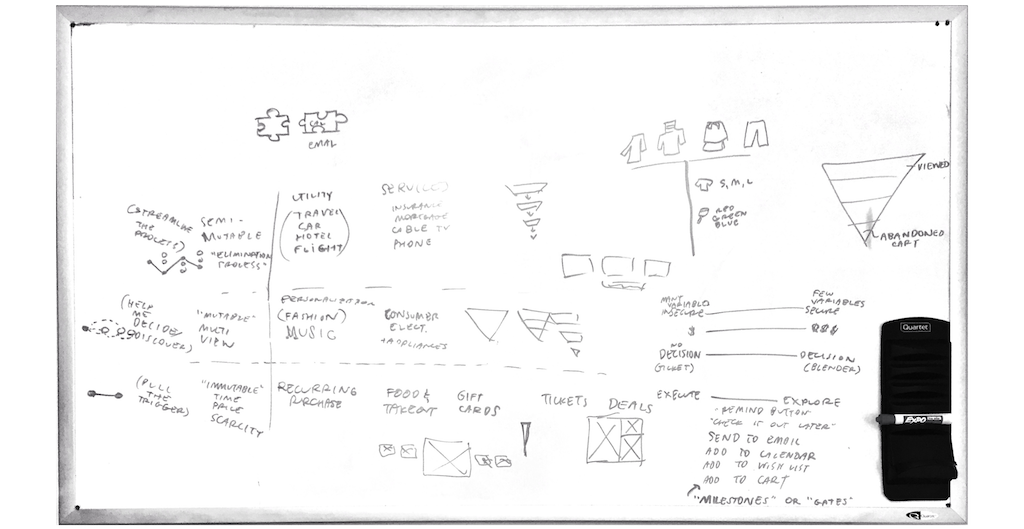 EMAIL
(STREAMLINE
THE
PROCESS)
SEMI-
MUTABLE
"ELIMINATION
PROCESS"
UTILITY
(TRAVEL
CAR
HOTEL
FLIGHT)
SERVICES
INSURANCE
MORTGAGE
CABLE TV
PHONE
S, M, L
RED
GREEN
BLUE
VIEWED
ABANDONED
CART
(HELP
ME
DECIDE/
DISCOVER)
"MUTABLE"
MULTI
VIEW
PERSONALIZATION
(FASHION)
MUSIC
CONSUMER
ELECT.
+APPLIANCES
MANY
VARIABLES
INSECURE
FEW
VARIABLES
SECURE
$
$$$
NO
DECISION
(TICKET)
DECISION
(BLENDER)
(PULL
THE
TRIGGER)
"IMMUTABLE"
TIME
PRICE
SCARCITY
RECURRING
PURCHASE
FOOD &
TAKEOUT
GIFT
CARDS
TICKETS
DEALS
EXECUTE
EXPLORE
- REMIND BUTTON
"CHECK IT OUT LATER"
SEND TO EMAIL
ADD TO CALENDAR
ADD TO WISH LIST
ADD TO CART
"MILESTONES" OR "GATES"
Quartet
EXPO
Quartet